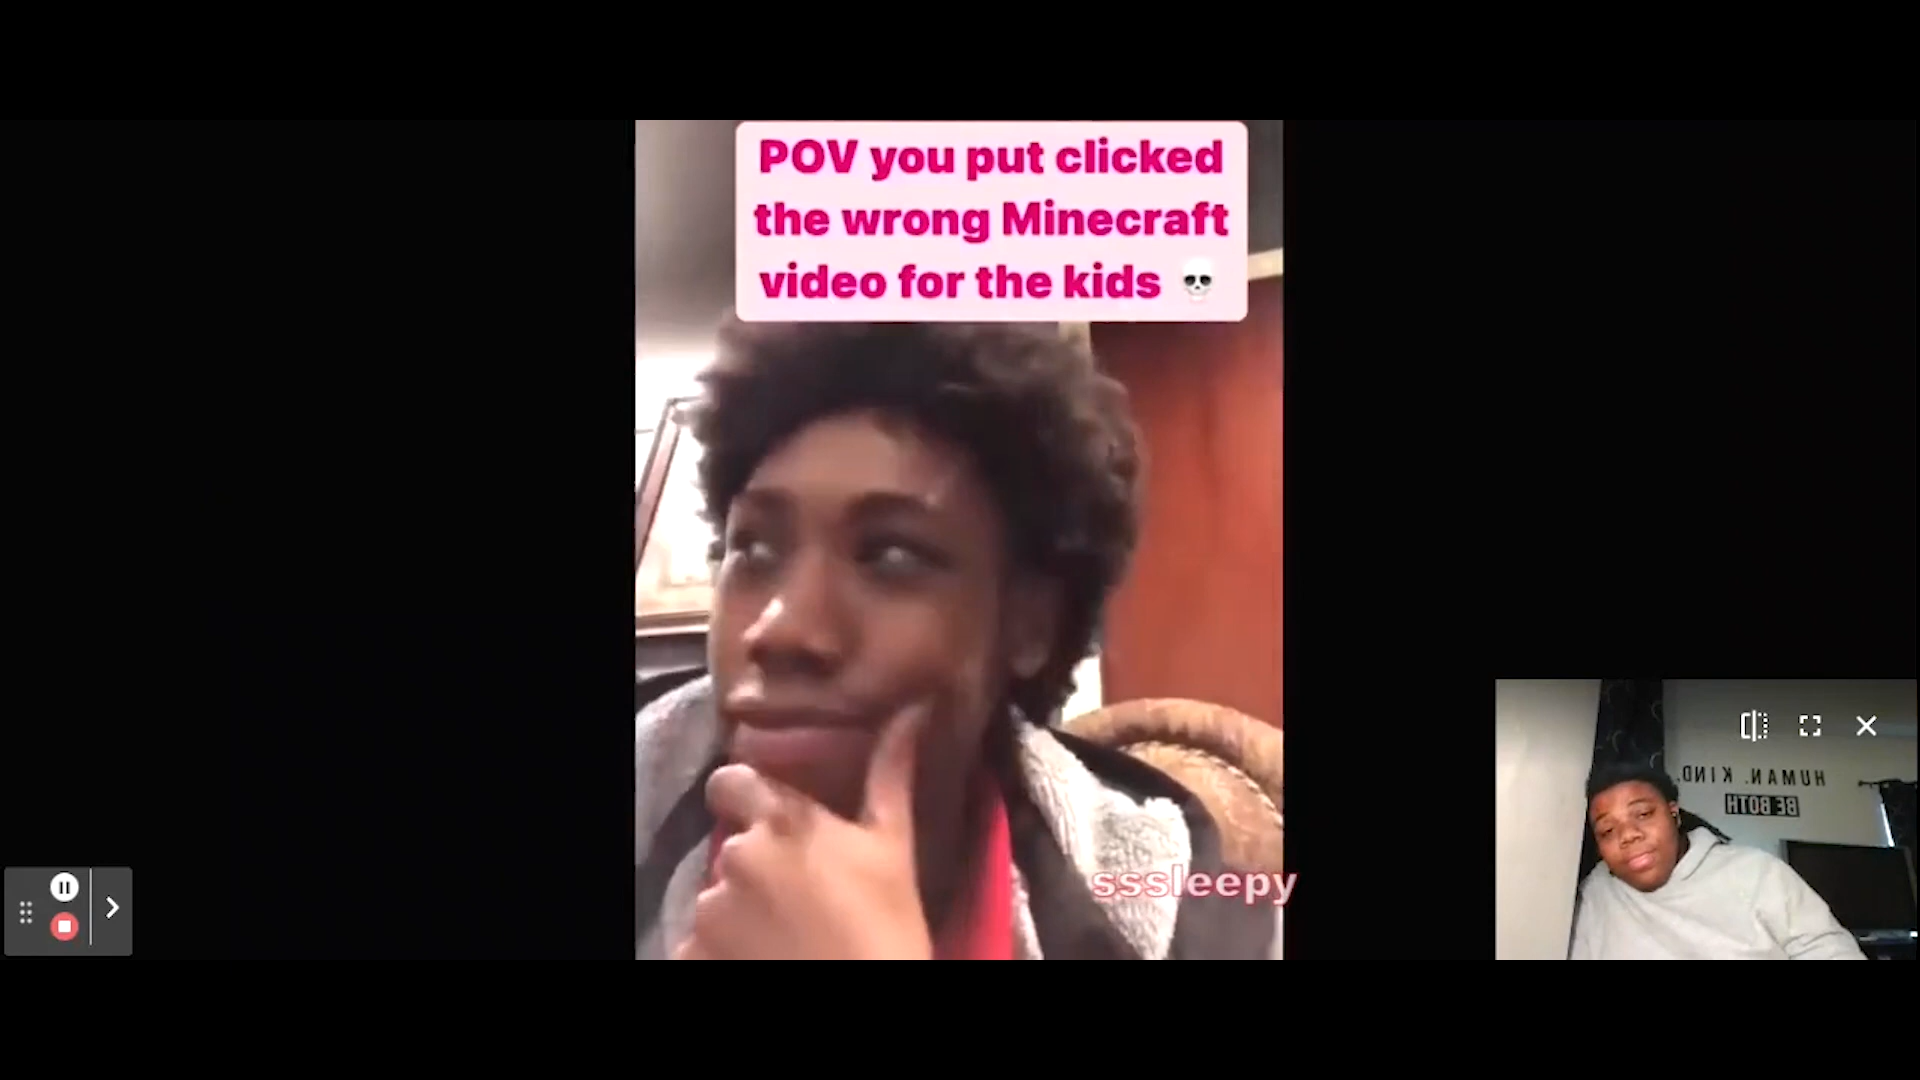 POV you put clicked
the wrong Minecraft
video for the kids 💀
sssleepy
HUMAN. KIND.
BE BOTH